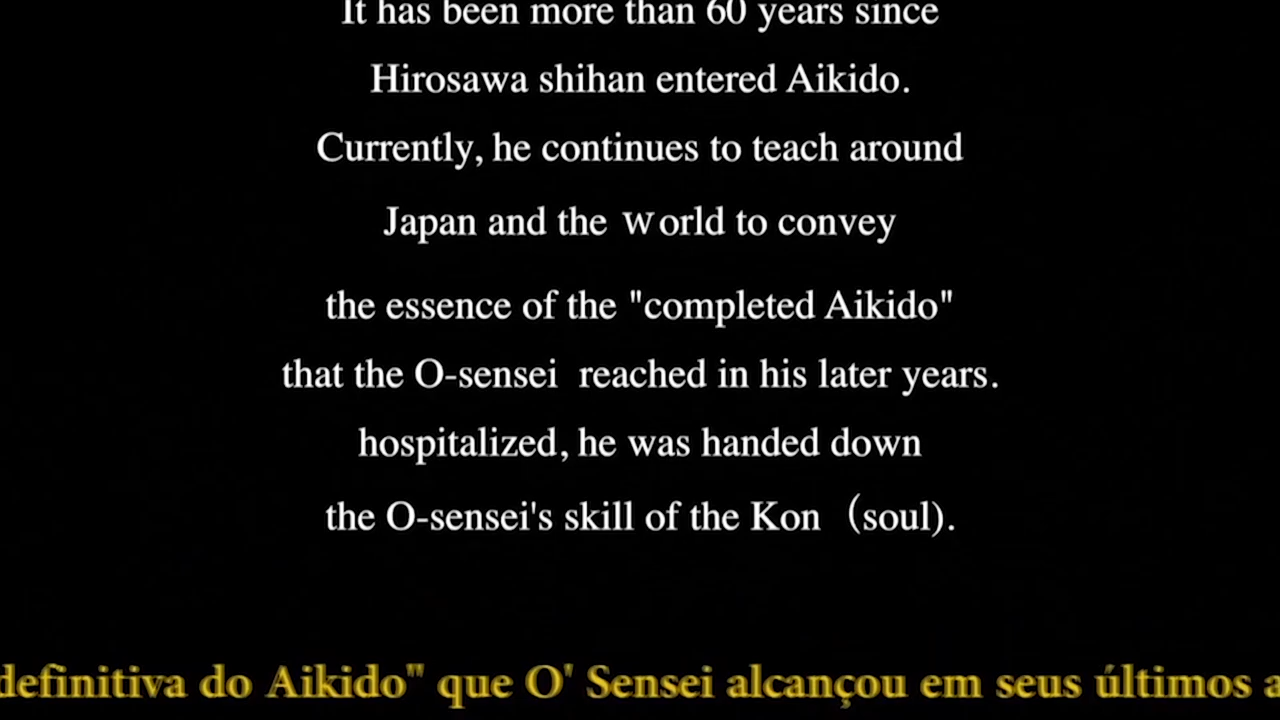 It has been more than 60 years since
Hirosawa shihan entered Aikido.
Currently, he continues to teach around
Japan and the World to convey
the essence of the "completed Aikido"
that the O-sensei reached in his later years.
hospitalized, he was handed down
the O-sensei's skill of the Kon (soul).
definitiva do Aikido"' que O' Sensei alcançou em seus últimos a